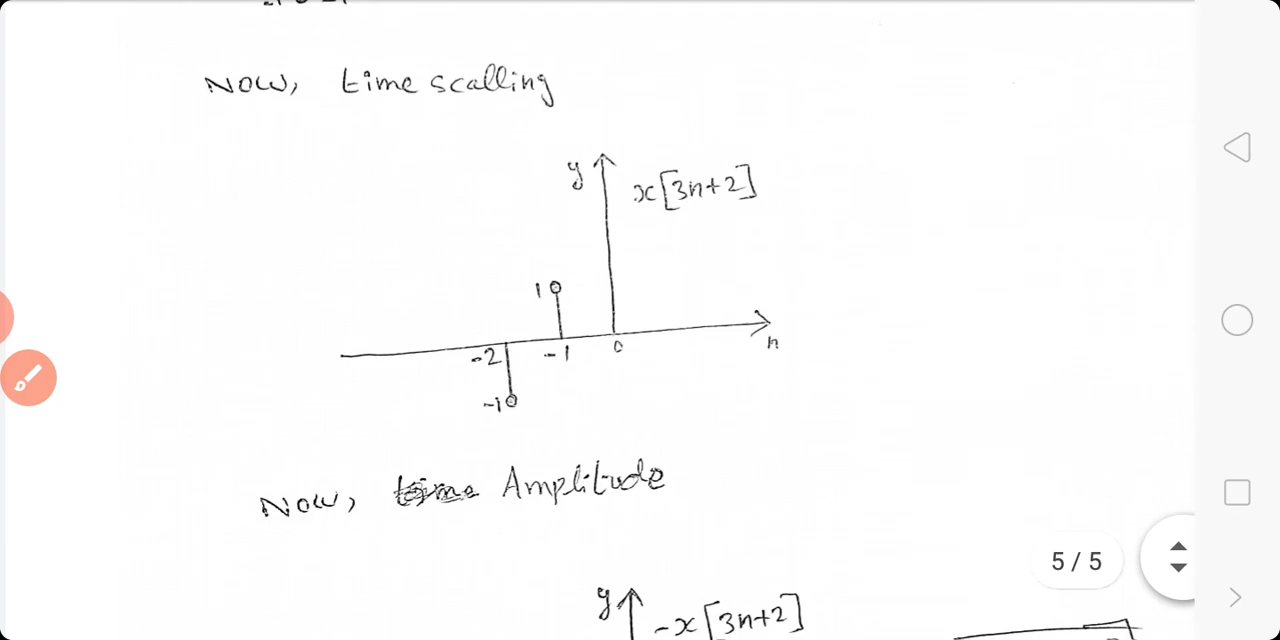 Now, time scalling
y
x[3n+2]
1
-2 -1 0 n
-1
Now, Amplitude
5 / 5
y
-x[3n+2]